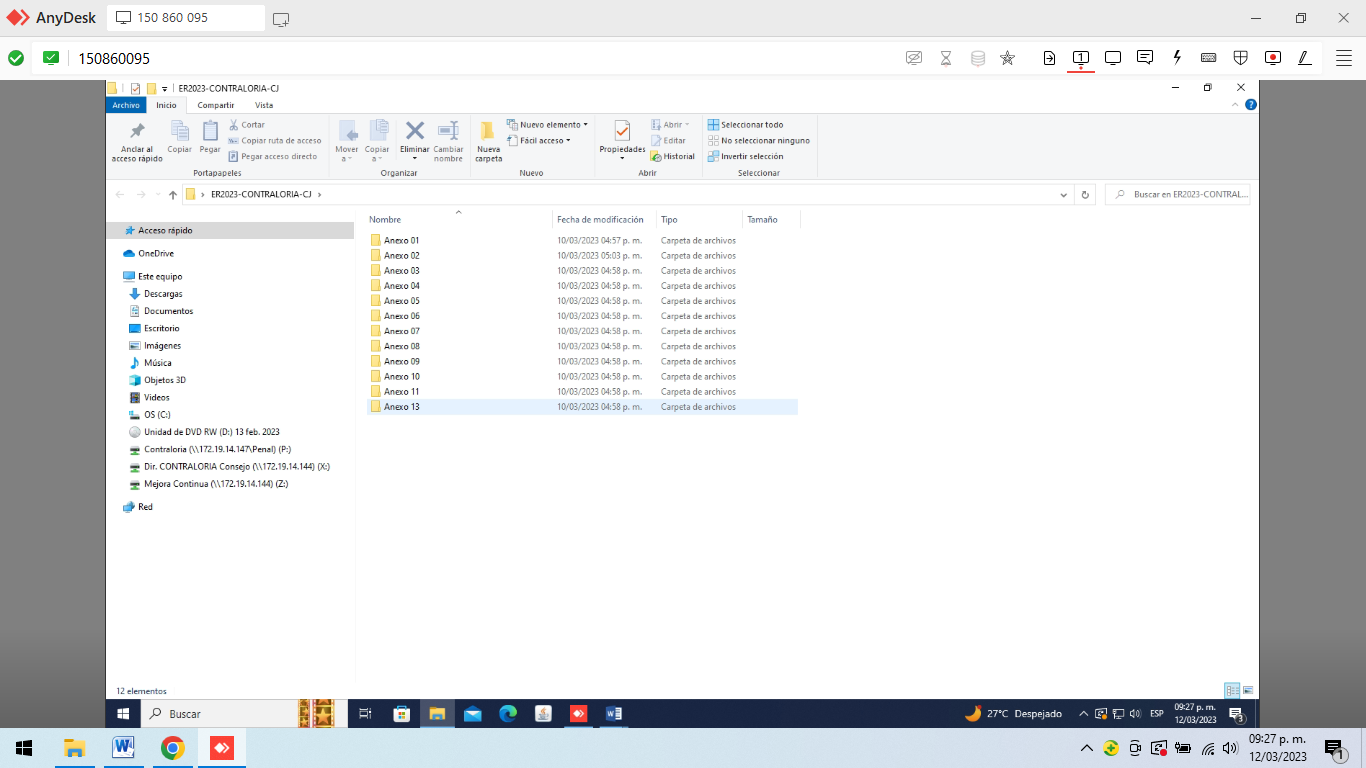 AnyDesk
150 860 095
150860095
1
ER2023-CONTRALORIA-CJ
Archivo Inicio Compartir Vista
Anclar al acceso rápido
Copiar
Pegar
Cortar
Copiar ruta de acceso
Pegar acceso directo
Portapapeles
Mover a
Copiar a
Eliminar
Cambiar nombre
Organizar
Nueva carpeta
Nuevo elemento
Fácil acceso
Nuevo
Propiedades
Abrir
Editar
Historial
Abrir
Seleccionar todo
No seleccionar ninguno
Invertir selección
Seleccionar
ER2023-CONTRALORIA-CJ
Buscar en ER2023-CONTRAL...
Acceso rápido
OneDrive
Este equipo
Descargas
Documentos
Escritorio
Imágenes
Música
Objetos 3D
Videos
OS (C:)
Unidad de DVD RW (D:) 13 feb. 2023
Contraloria (\\172.19.14.147\Penal) (P:)
Dir. CONTRALORIA Consejo (\\172.19.14.144) (X:)
Mejora Continua (\\172.19.14.144) (Z:)
Red
Nombre Fecha de modificación Tipo Tamaño
Anexo 01 10/03/2023 04:57 p. m. Carpeta de archivos
Anexo 02 10/03/2023 05:03 p. m. Carpeta de archivos
Anexo 03 10/03/2023 04:58 p. m. Carpeta de archivos
Anexo 04 10/03/2023 04:58 p. m. Carpeta de archivos
Anexo 05 10/03/2023 04:58 p. m. Carpeta de archivos
Anexo 06 10/03/2023 04:58 p. m. Carpeta de archivos
Anexo 07 10/03/2023 04:58 p. m. Carpeta de archivos
Anexo 08 10/03/2023 04:58 p. m. Carpeta de archivos
Anexo 09 10/03/2023 04:58 p. m. Carpeta de archivos
Anexo 10 10/03/2023 04:58 p. m. Carpeta de archivos
Anexo 11 10/03/2023 04:58 p. m. Carpeta de archivos
Anexo 13 10/03/2023 04:58 p. m. Carpeta de archivos
12 elementos
Buscar
27°C Despejado
ESP
09:27 p. m.
12/03/2023
3
09:27 p. m.
12/03/2023
1